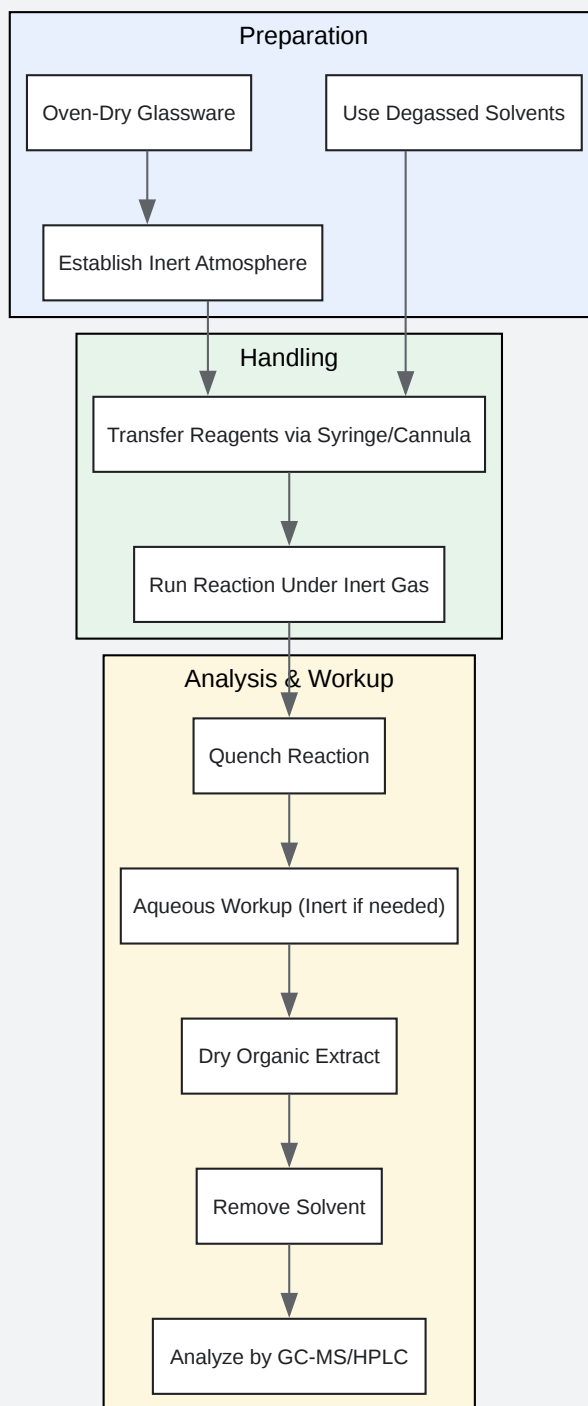 Preparation
Oven-Dry Glassware
Use Degassed Solvents
Establish Inert Atmosphere
Handling
Transfer Reagents via Syringe/Cannula
Run Reaction Under Inert Gas
Analysis & Workup
Quench Reaction
Aqueous Workup (Inert if needed)
Dry Organic Extract
Remove Solvent
Analyze by GC-MS/HPLC